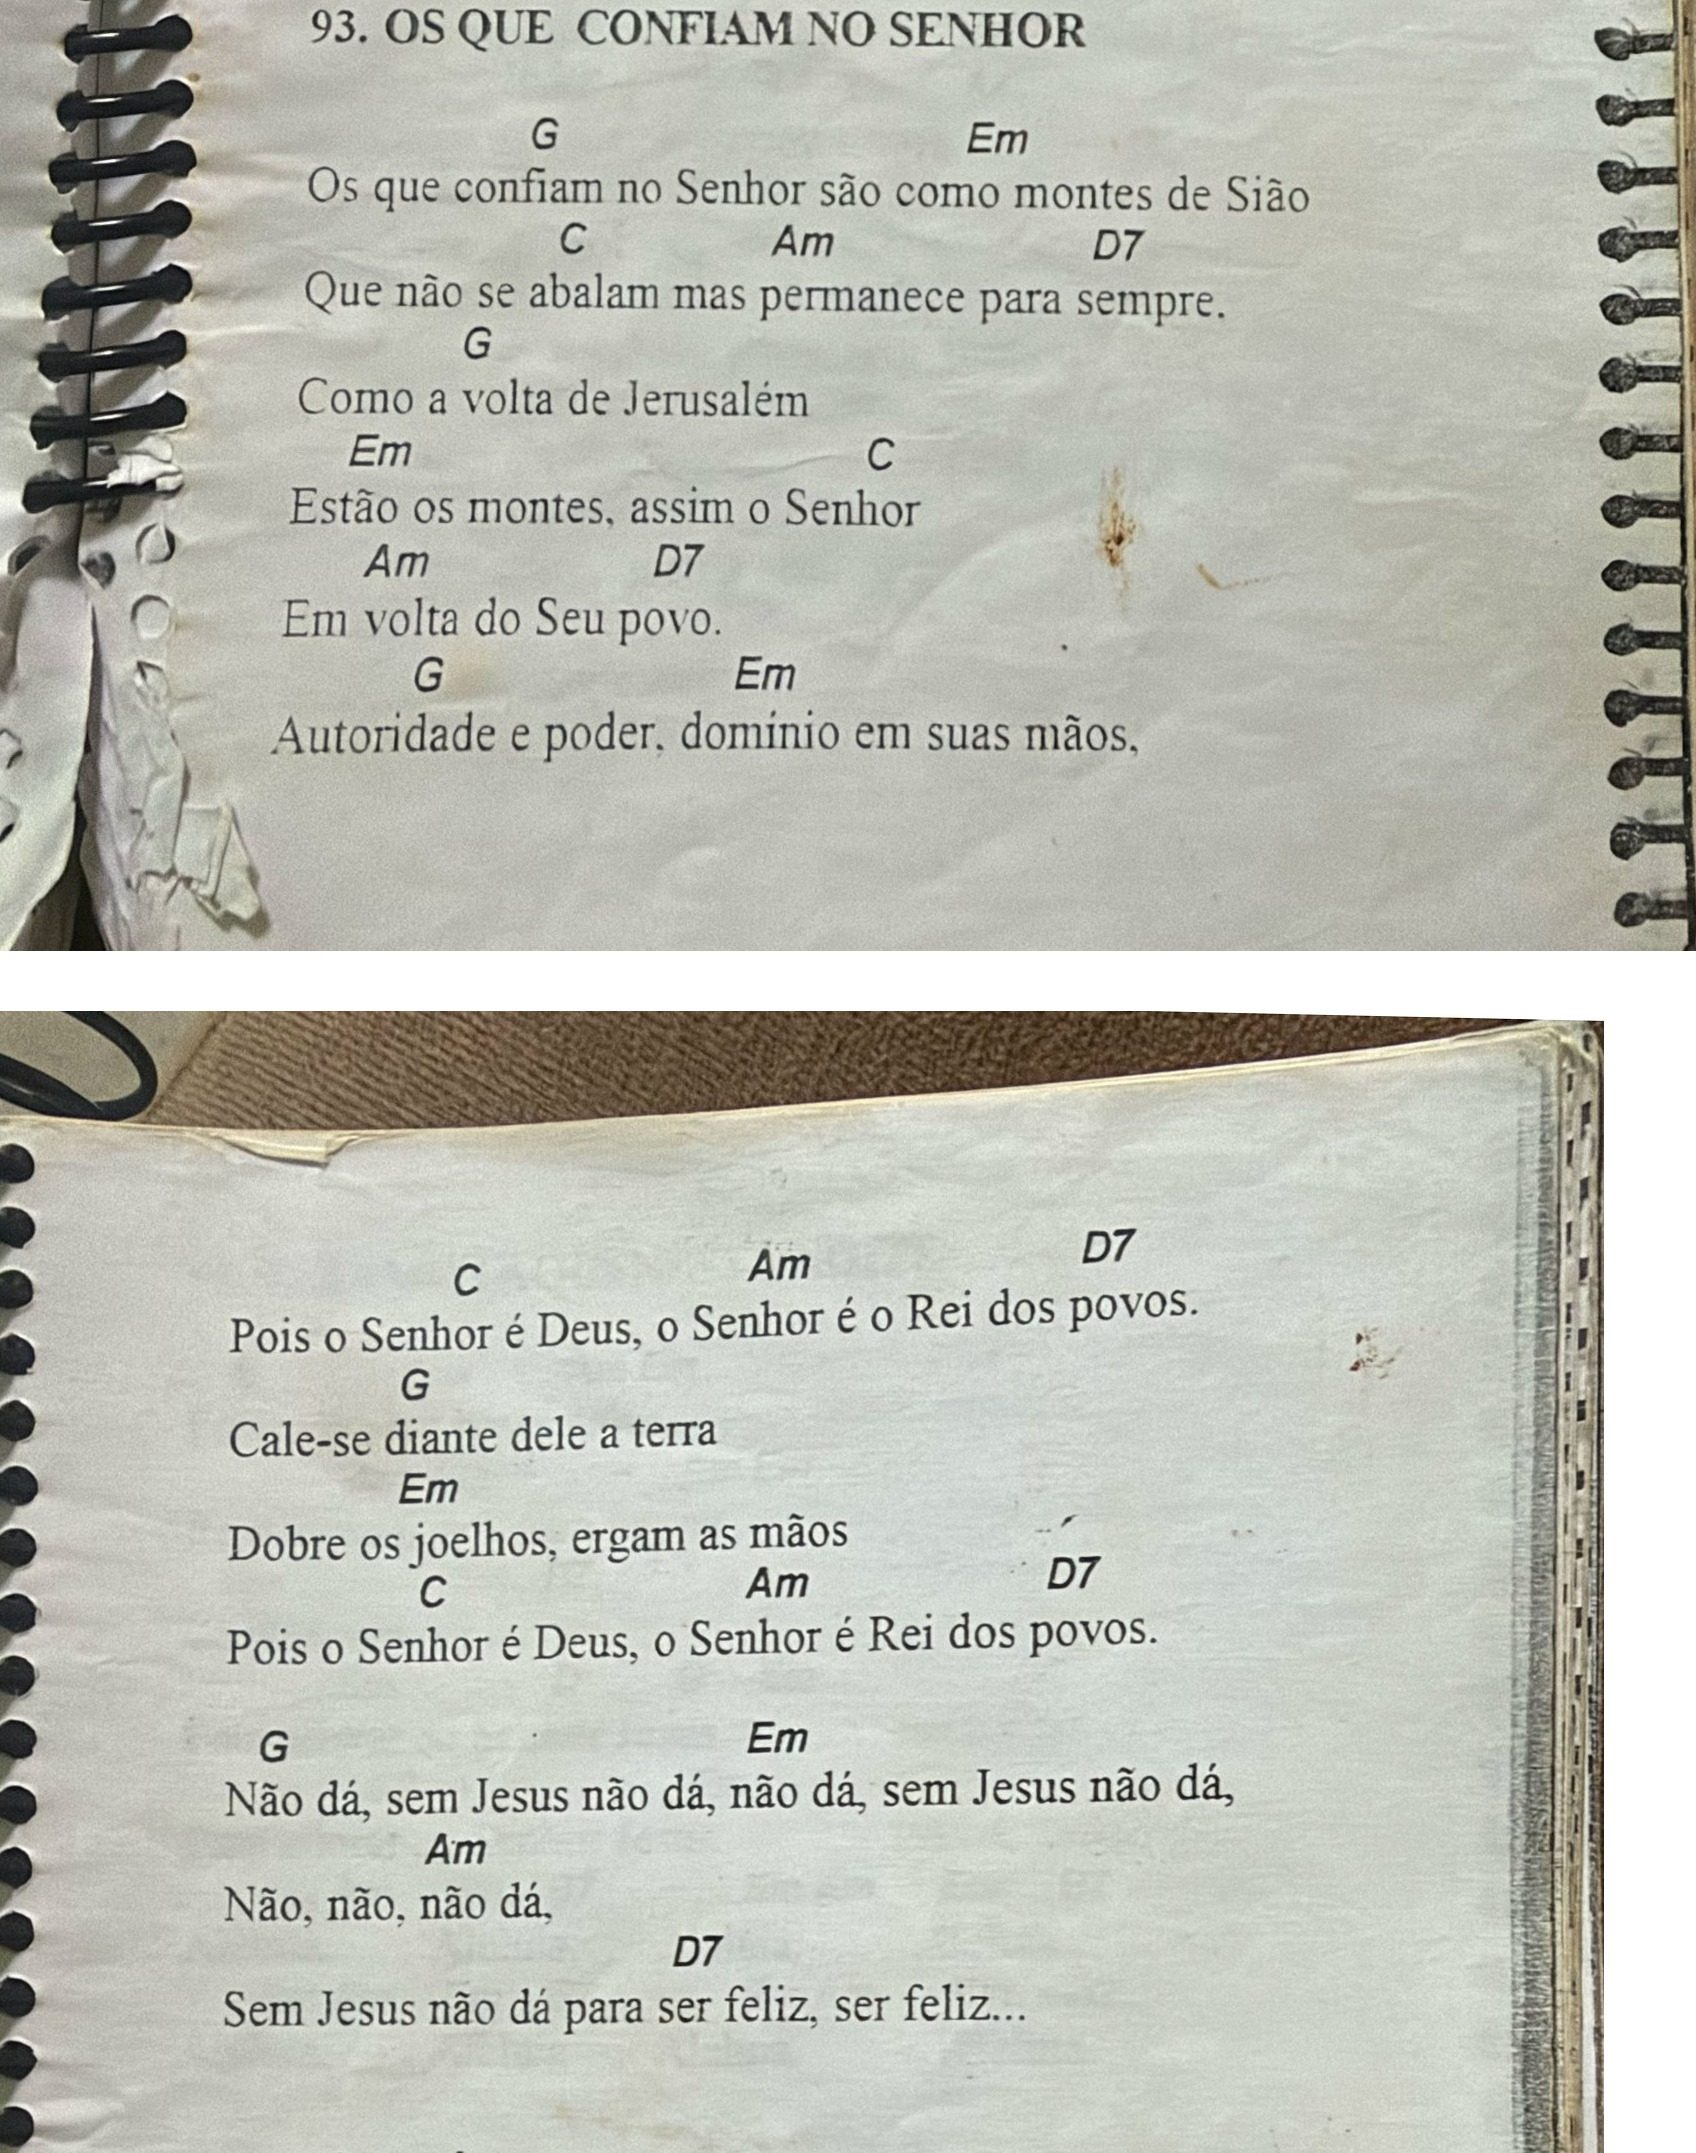 93. OS QUE CONFIAM NO SENHOR
G Em
Os que confiam no Senhor são como montes de Sião
C Am D7
Que não se abalam mas permanece para sempre.
G
Como a volta de Jerusalém
Em C
Estão os montes, assim o Senhor
Am D7
Em volta do Seu povo.
G Em
Autoridade e poder, domínio em suas mãos,
C Am D7
Pois o Senhor é Deus, o Senhor é o Rei dos povos.
G
Cale-se diante dele a terra
Em
Dobre os joelhos, ergam as mãos
C Am D7
Pois o Senhor é Deus, o Senhor é Rei dos povos.
G Em
Não dá, sem Jesus não dá, não dá, sem Jesus não dá,
Am
Não, não, não dá,
D7
Sem Jesus não dá para ser feliz, ser feliz...